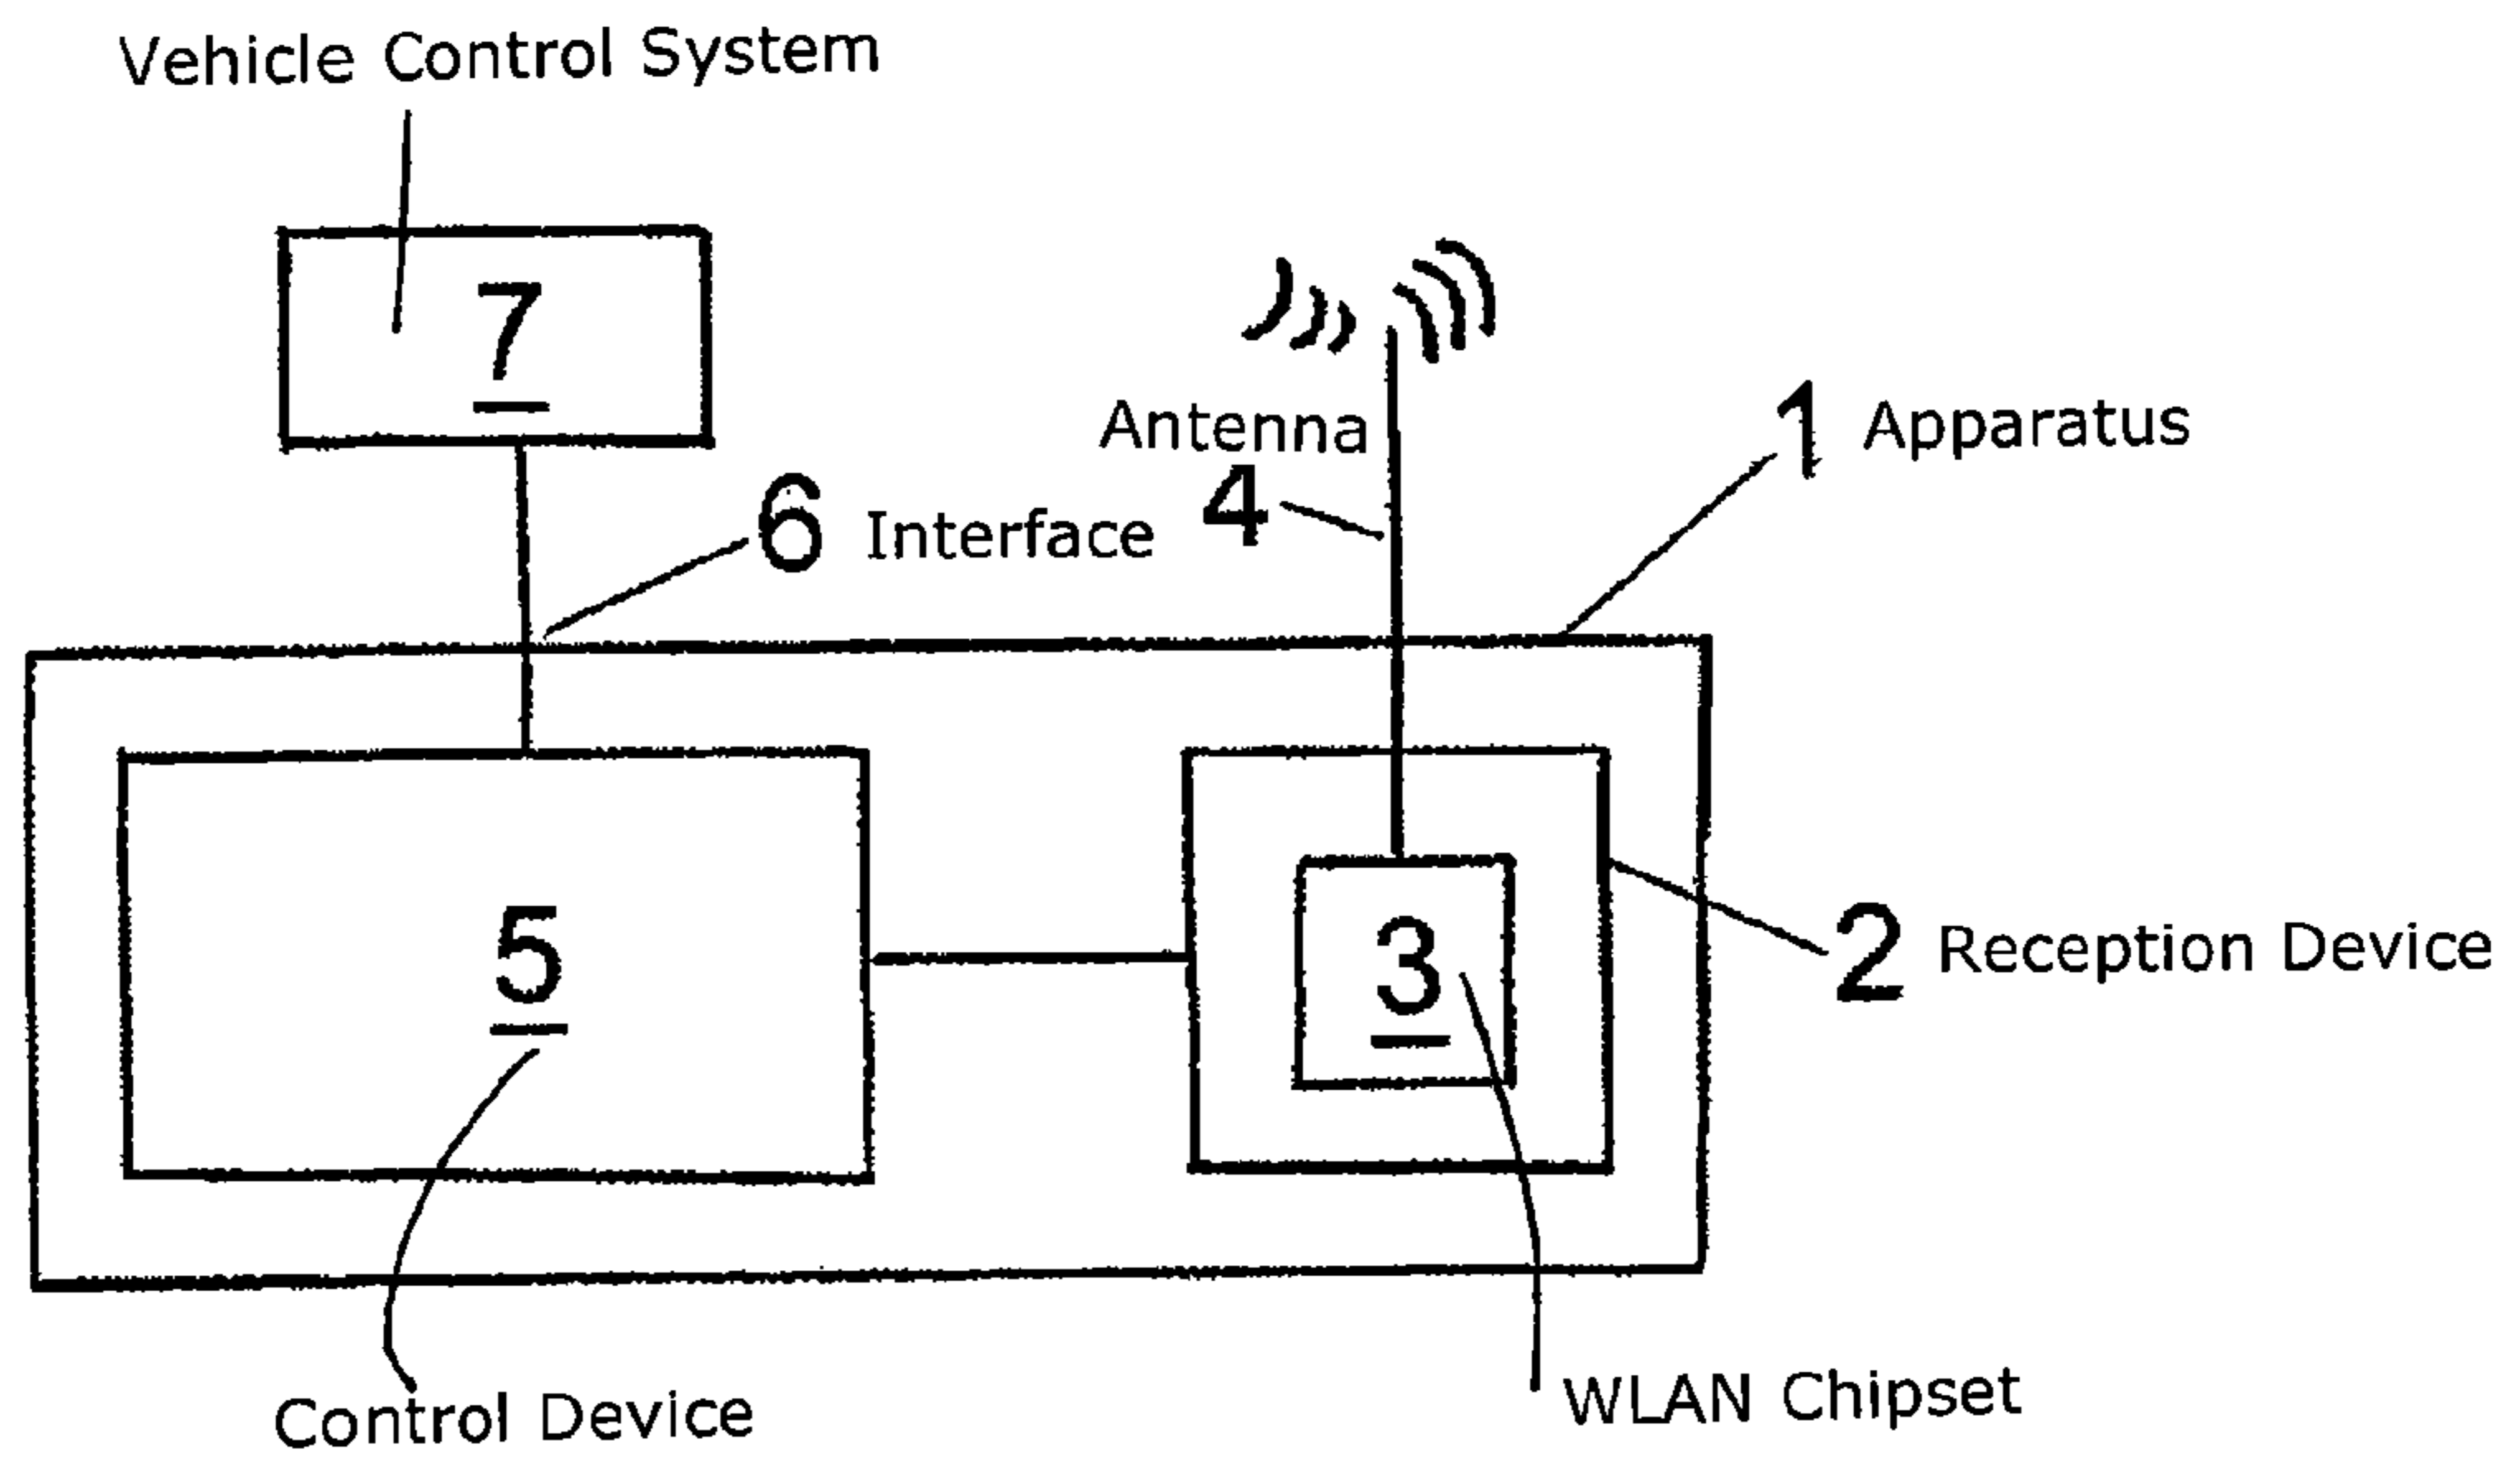 Vehicle Control System
7
Antenna
1 Apparatus
6 Interface
4
5
3
2 Reception Device
Control Device
WLAN Chipset